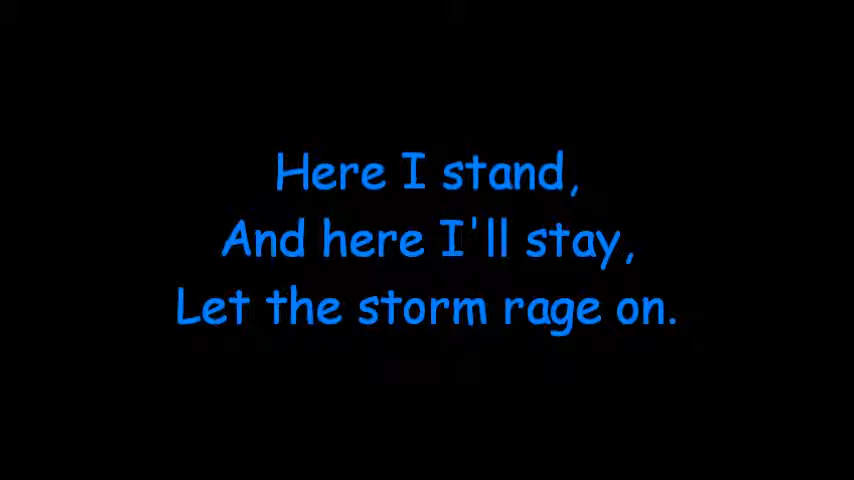 Here I stand,
And here I'll stay,
Let the storm rage on.